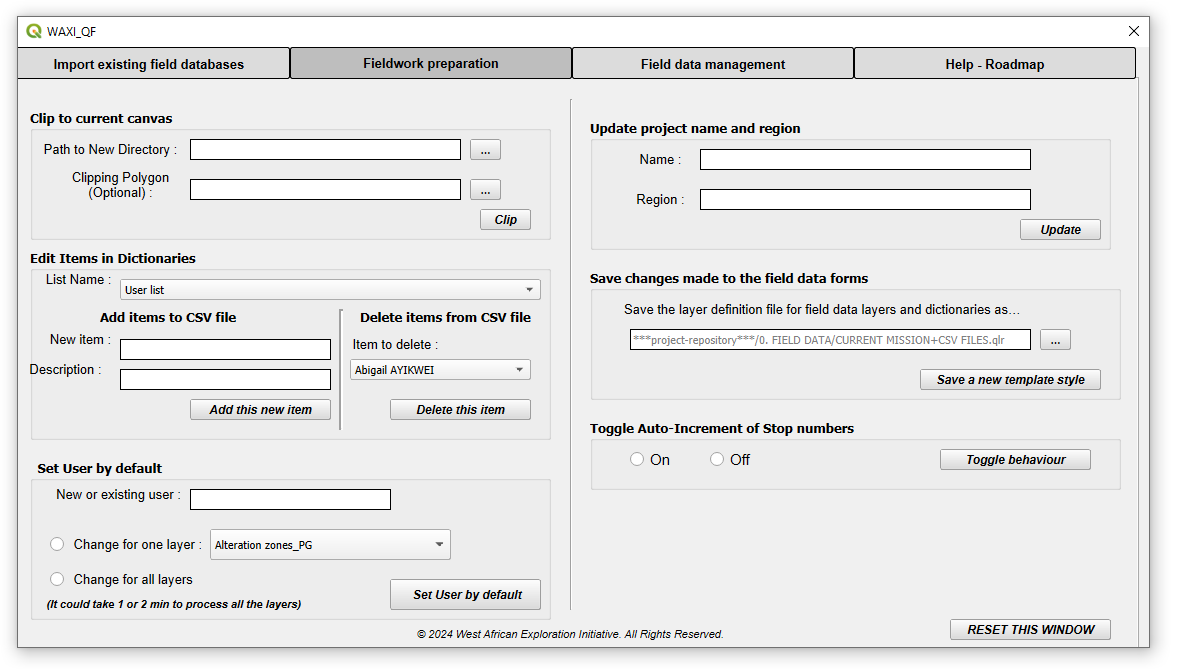 WAXI_QF
Import existing field databases
Fieldwork preparation
Field data management
Help - Roadmap
Clip to current canvas
Path to New Directory :
...
Clipping Polygon
(Optional) :
...
Clip
Edit Items in Dictionaries
List Name :
User list
Add items to CSV file
New item :
Description :
Add this new item
Delete items from CSV file
Item to delete :
Abigail AYIKWEI
Delete this item
Set User by default
New or existing user :
Change for one layer :
Alteration zones_PG
Change for all layers
(It could take 1 or 2 min to process all the layers)
Set User by default
Update project name and region
Name :
Region :
Update
Save changes made to the field data forms
Save the layer definition file for field data layers and dictionaries as...
***project-repository***/0. FIELD DATA/CURRENT MISSION+CSV FILES.qlr
...
Save a new template style
Toggle Auto-Increment of Stop numbers
On
Off
Toggle behaviour
© 2024 West African Exploration Initiative. All Rights Reserved.
RESET THIS WINDOW